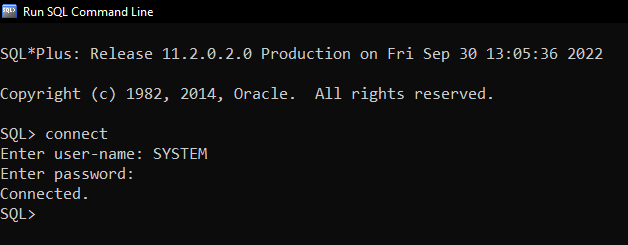 Run SQL Command Line
SQL*Plus: Release 11.2.0.2.0 Production on Fri Sep 30 13:05:36 2022
Copyright (c) 1982, 2014, Oracle.  All rights reserved.
SQL> connect
Enter user-name: SYSTEM
Enter password:
Connected.
SQL>